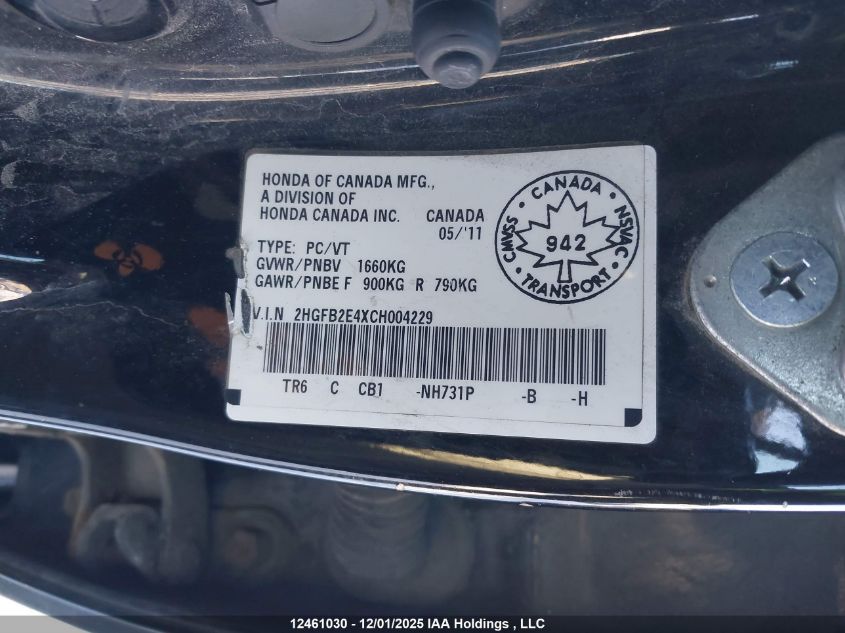 HONDA OF CANADA MFG.,
A DIVISION OF
HONDA CANADA INC. CANADA
05/'11
TYPE: PC/VT
GVWR/PNBV 1660KG
GAWR/PNBE F 900KG R 790KG
V.I.N 2HGFB2E4XCH004229
TR6 C CB1 -NH731P -B -H
CANADA
CMVSS 942 NSVAC
TRANSPORT
12461030 - 12/01/2025 IAA Holdings , LLC